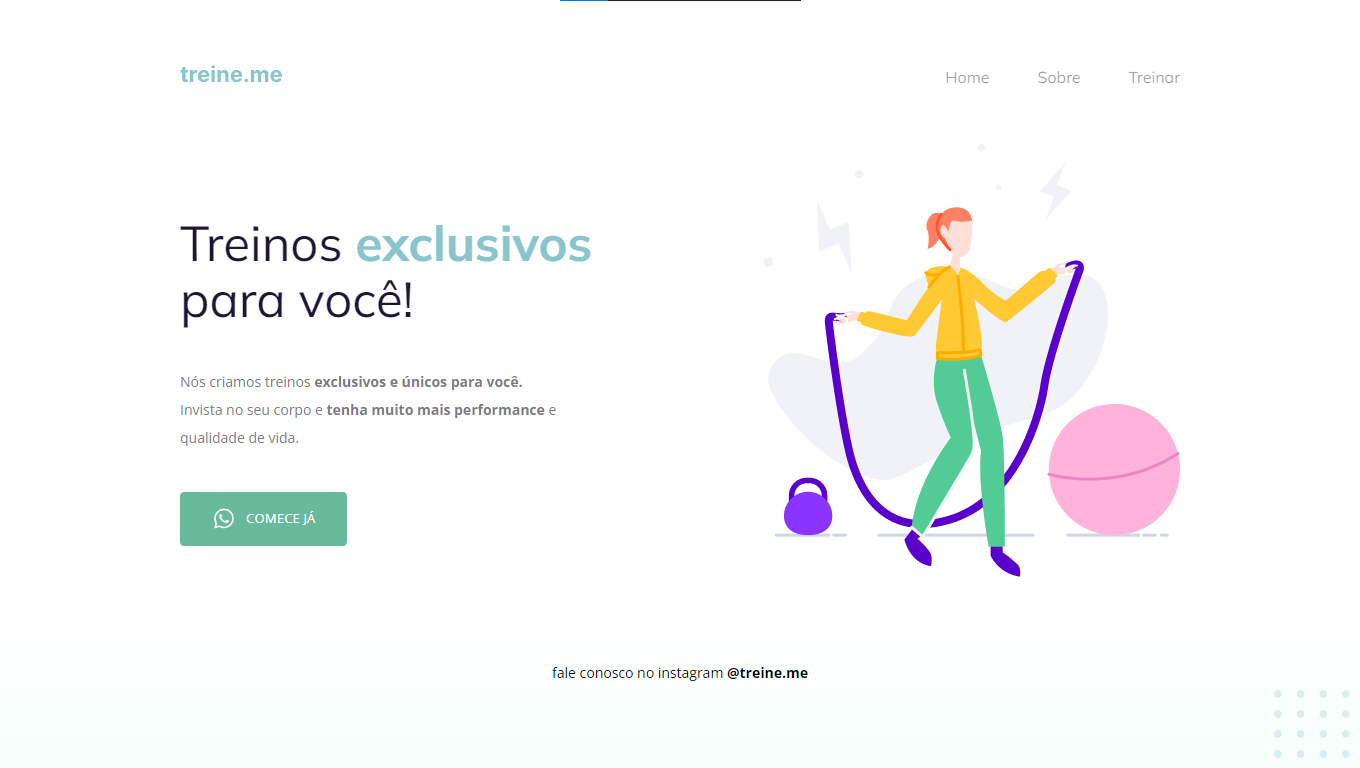 treine.me
Home Sobre Treinar
Treinos exclusivos
para você!
Nós criamos treinos exclusivos e únicos para você.
Invista no seu corpo e tenha muito mais performance e
qualidade de vida.
COMECE JÁ
fale conosco no instagram @treine.me